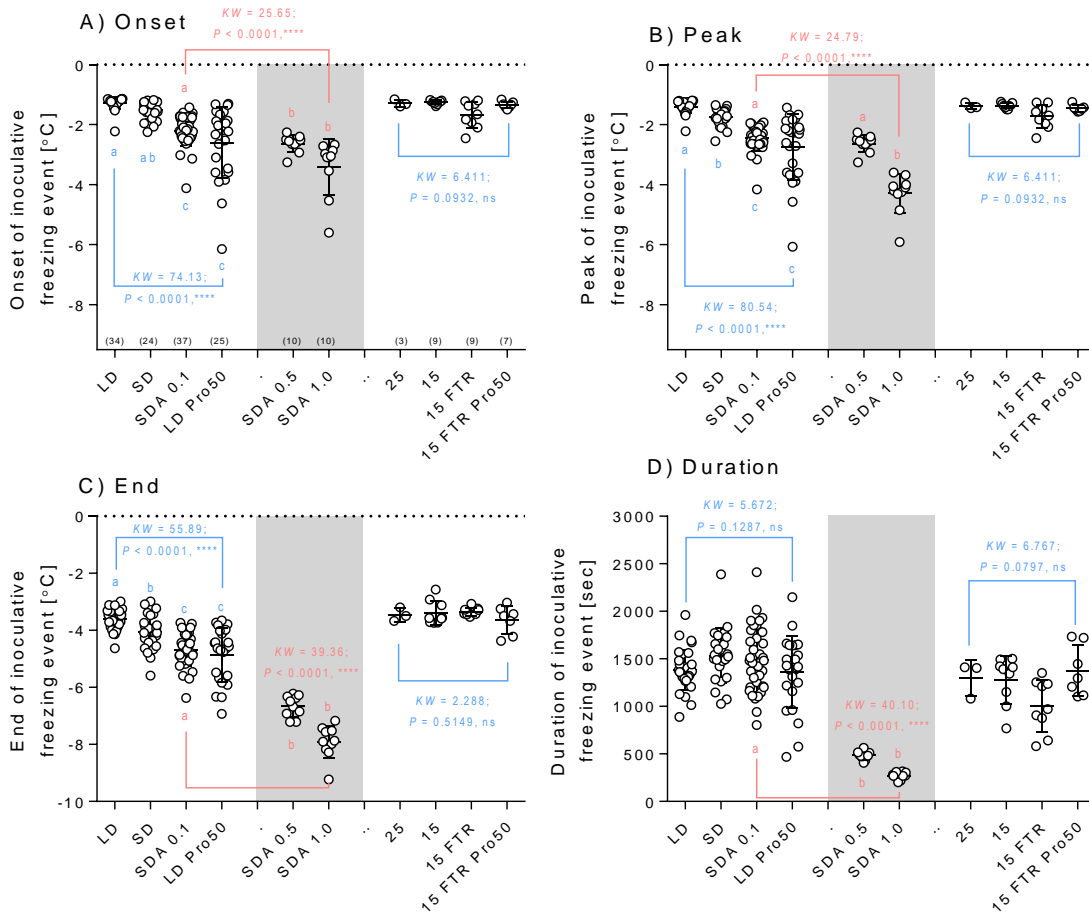 A) Onset
KW = 25.65;
P < 0.0001,****
Onset of inoculative
freezing event [°C]
0
-2
-4
-6
-8
a
a b
c
c
a
b
b
KW = 74.13;
P < 0.0001,****
KW = 6.411;
P = 0.0932, ns
(34) (24) (37) (25) (10) (10) (3) (9) (9) (7)
LD
SD
SDA 0.1
LD Pro50
.
SDA 0.5
SDA 1.0
..
25
15
15 FTR
15 FTR Pro50
B) Peak
KW = 24.79;
P < 0.0001,****
Peak of inoculative
freezing event [°C]
0
-2
-4
-6
-8
a
b
c
c
a
a
b
KW = 80.54;
P < 0.0001,****
KW = 6.411;
P = 0.0932, ns
LD
SD
SDA 0.1
LD Pro50
.
SDA 0.5
SDA 1.0
..
25
15
15 FTR
15 FTR Pro50
C) End
KW = 55.89;
P < 0.0001, ****
End of inoculative
freezing event [°C]
0
-2
-4
-6
-8
-10
a
b
c
c
KW = 39.36;
P < 0.0001, ****
a
b
b
KW = 2.288;
P = 0.5149, ns
LD
SD
SDA 0.1
LD Pro50
.
SDA 0.5
SDA 1.0
..
25
15
15 FTR
15 FTR Pro50
D) Duration
KW = 5.672;
P = 0.1287, ns
Duration of inoculative
freezing event [sec]
3000
2500
2000
1500
1000
500
0
KW = 6.767;
P = 0.0797, ns
KW = 40.10;
P < 0.0001, ****
a
b
b
LD
SD
SDA 0.1
LD Pro50
.
SDA 0.5
SDA 1.0
..
25
15
15 FTR
15 FTR Pro50